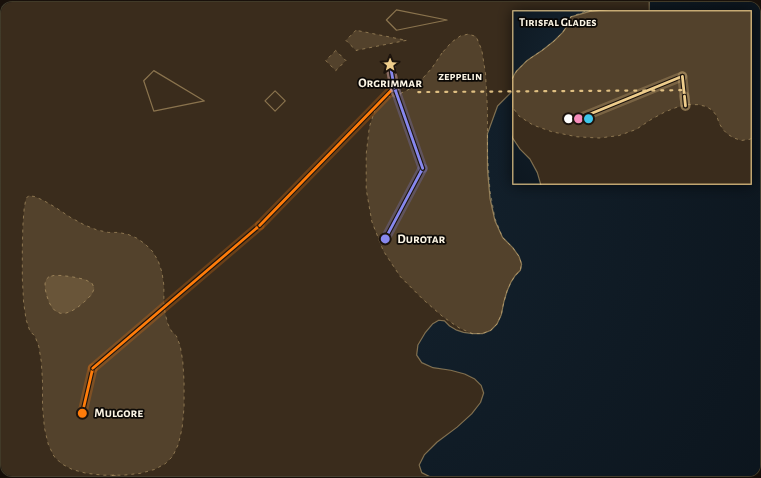 Tirisfal Glades
zeppelin
Orgrimmar
Durotar
Mulgore